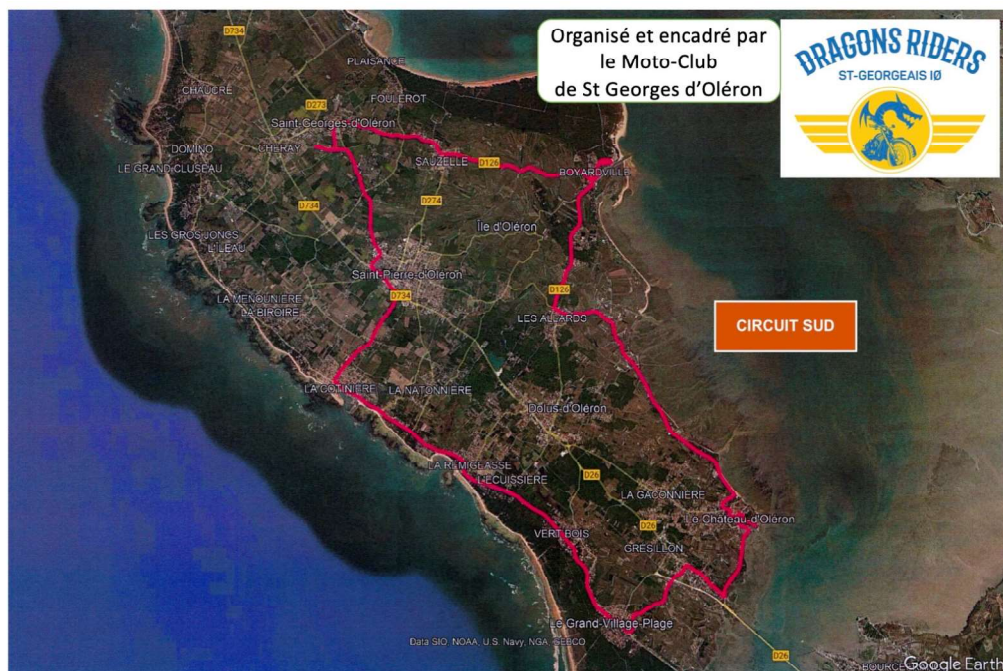 Organisé et encadré par
le Moto-Club
de St Georges d'Oléron
DRAGONS RIDERS
ST-GEORGEAIS IØ
D734
PLAISANCE
CHAUCRE
FOULEROT
D273
Saint-Georges-d'Oléron
DOMINO
CHERAY
LE GRAND CLUSEAU
SAUZELLE
D126
BOYARDVILLE
D274
D734
LES GROS JONCS
L'ILEAU
Île d'Oléron
Saint-Pierre-d'Oléron
D126
LA MENOUNIERE
D734
LA BIROIRE
LES ALLARDS
CIRCUIT SUD
LA COTINIERE
LA NATONNIERE
Dolus-d'Oléron
LA REMIGEASSE
L'ECUISSIERE
D26
LA GACONNIERE
Le Château-d'Oléron
VERT BOIS
D26
GRESILLON
Le Grand-Village-Plage
Data SIO, NOAA, U.S. Navy, NGA, GEBCO
D26
Google Earth